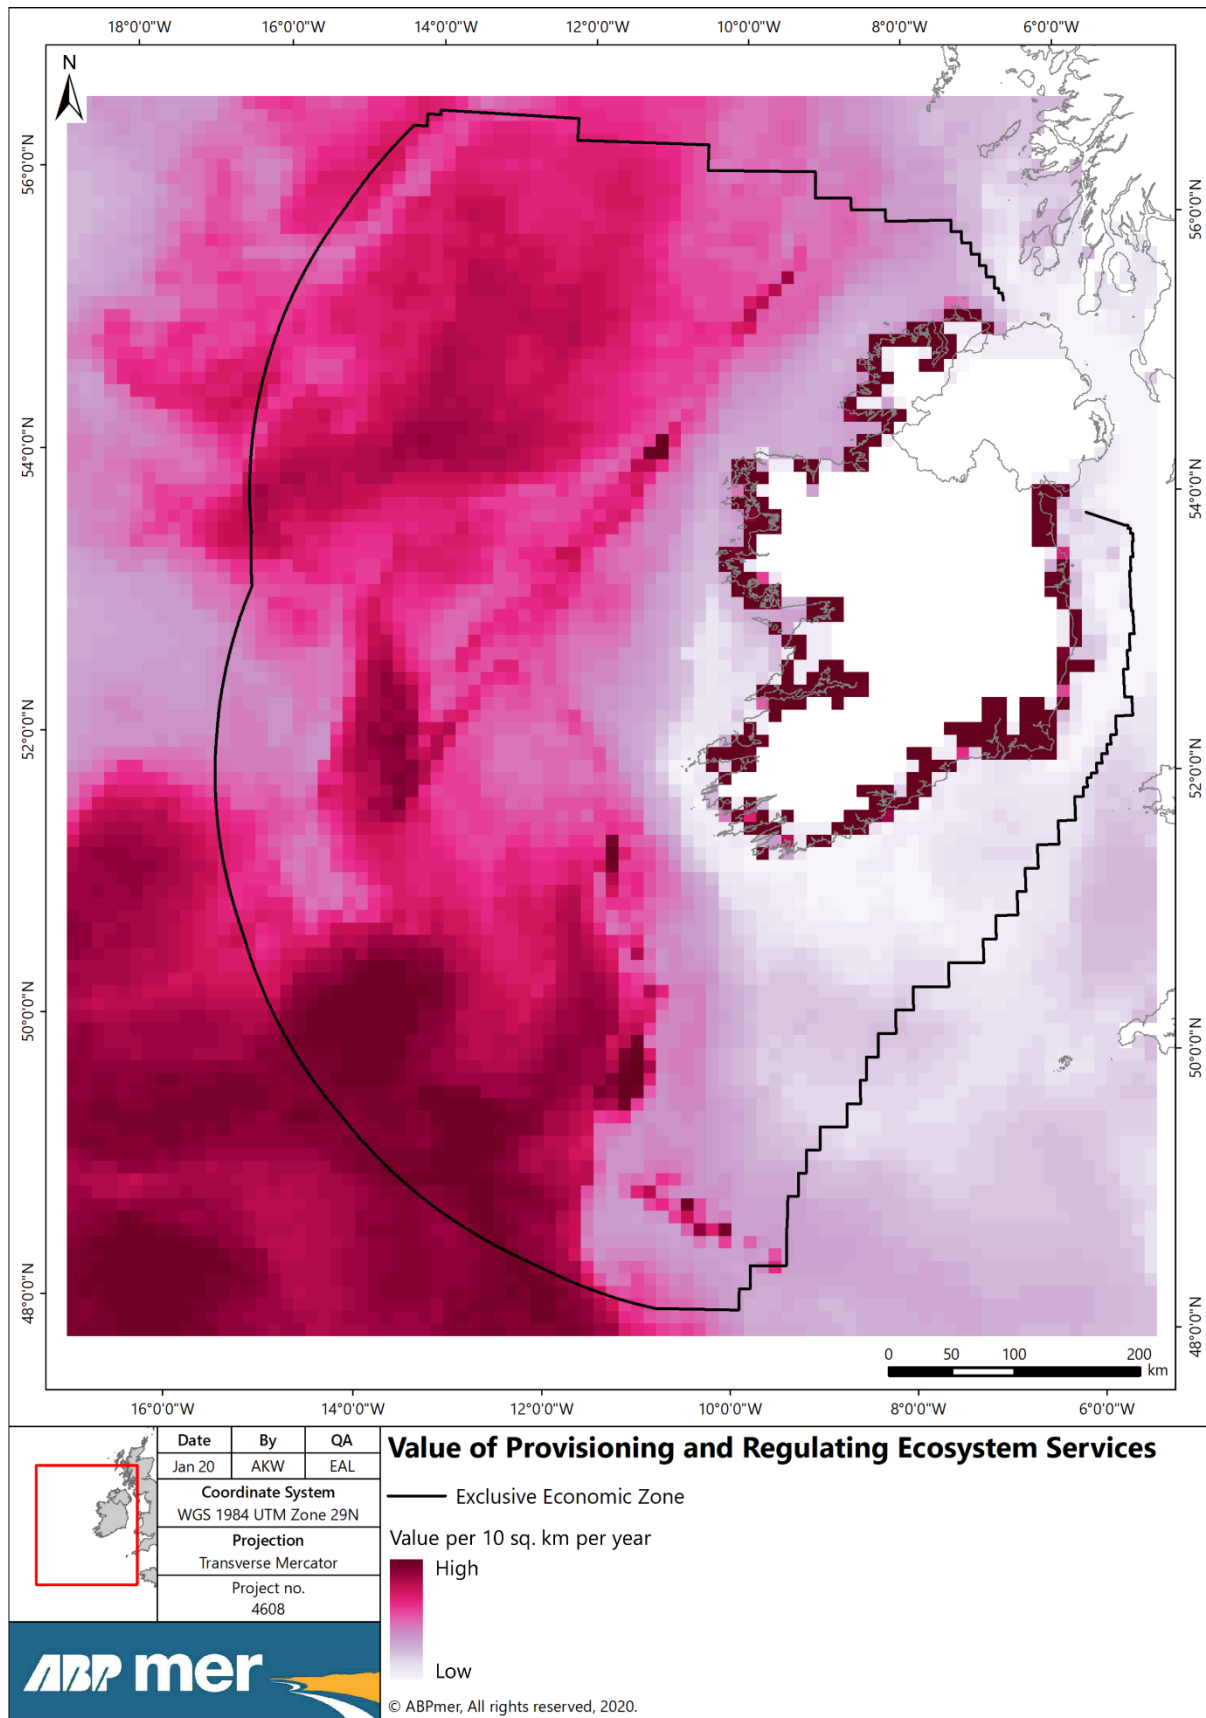 18°0'0"W 16°0'0"W 14°0'0"W 12°0'0"W 10°0'0"W 8°0'0"W 6°0'0"W
N
56°0'0"N
56°0'0"N
54°0'0"N
54°0'0"N
52°0'0"N
52°0'0"N
50°0'0"N
50°0'0"N
48°0'0"N
48°0'0"N
0 50 100 200
km
16°0'0"W 14°0'0"W 12°0'0"W 10°0'0"W 8°0'0"W 6°0'0"W
Date By QA
Jan 20 AKW EAL
Coordinate System
WGS 1984 UTM Zone 29N
Projection
Transverse Mercator
Project no.
4608
ABP mer
Value of Provisioning and Regulating Ecosystem Services
Exclusive Economic Zone
Value per 10 sq. km per year
High
Low
© ABPmer, All rights reserved, 2020.